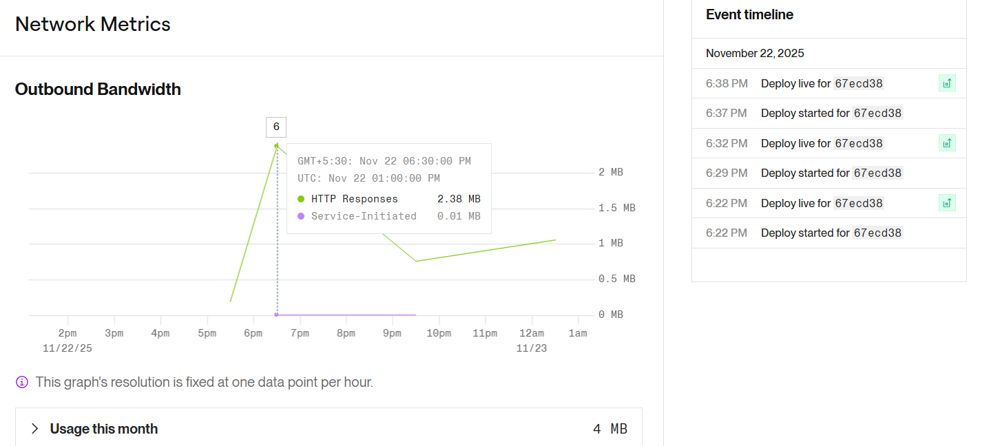 Network Metrics
Outbound Bandwidth
6
GMT+5:30: Nov 22 06:30:00 PM
UTC: Nov 22 01:00:00 PM
HTTP Responses 2.38 MB
Service-Initiated 0.01 MB
2 MB
1.5 MB
1 MB
0.5 MB
0 MB
2pm 3pm 4pm 5pm 6pm 7pm 8pm 9pm 10pm 11pm 12am 1am
11/22/25 11/23
This graph's resolution is fixed at one data point per hour.
Usage this month 4 MB
Event timeline
November 22, 2025
6:38 PM Deploy live for 67ecd38
6:37 PM Deploy started for 67ecd38
6:32 PM Deploy live for 67ecd38
6:29 PM Deploy started for 67ecd38
6:22 PM Deploy live for 67ecd38
6:22 PM Deploy started for 67ecd38